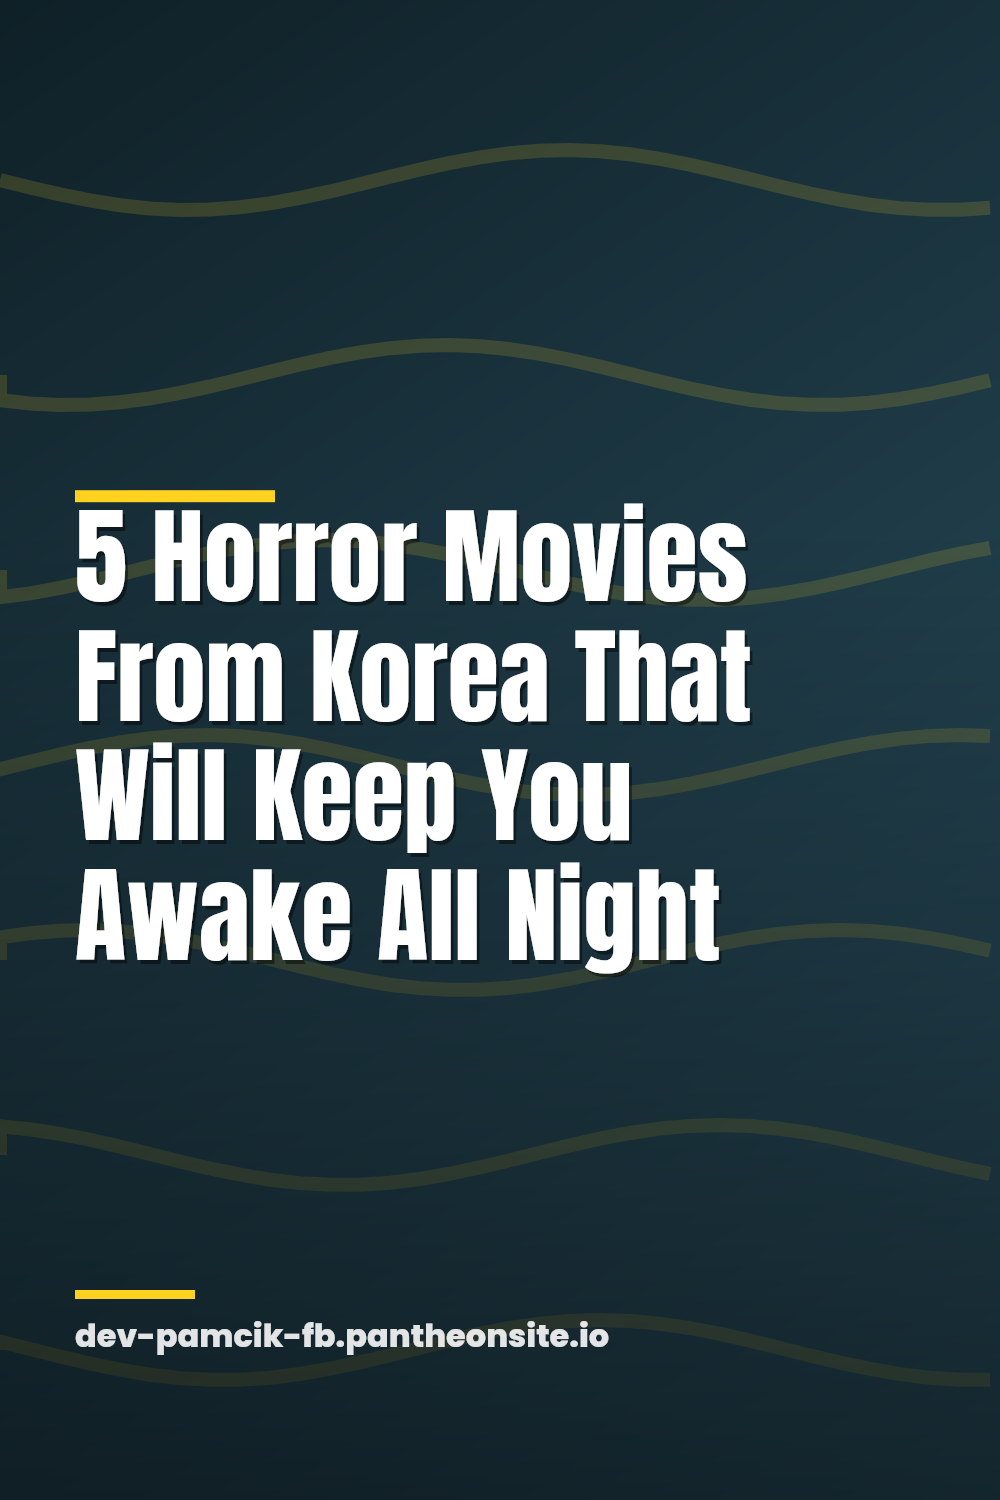 5 Horror Movies
From Korea That
Will Keep You
Awake All Night
dev-pamcik-fb.pantheonsite.io